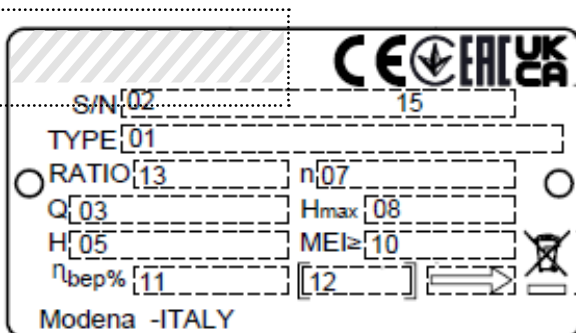 CE EAC UK CA
S/N 02 15
TYPE 01
RATIO 13 n 07
Q 03 Hmax 08
H 05 MEI≥ 10
ηbep% 11 [12]
Modena -ITALY